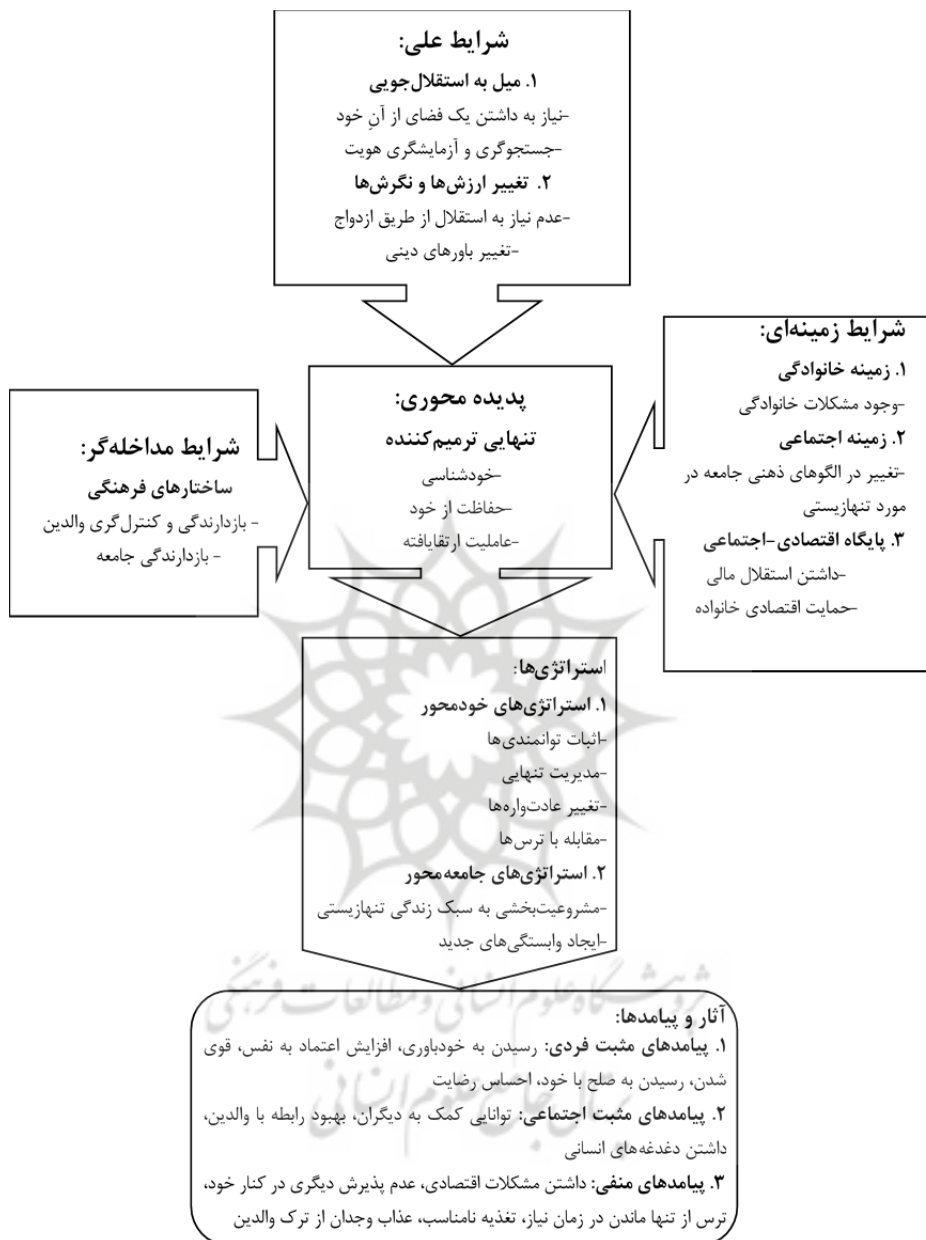 شرایط علی:
۱. میل به استقلال‌جویی
-نیاز به داشتن یک فضای از آنِ خود
-جستجوگری و آزمایشگری هویت
۲. تغییر ارزش‌ها و نگرش‌ها
-عدم نیاز به استقلال از طریق ازدواج
-تغییر باورهای دینی
شرایط زمینه‌ای:
۱. زمینه خانوادگی
-وجود مشکلات خانوادگی
۲. زمینه اجتماعی
-تغییر در الگوهای ذهنی جامعه در
مورد تنهازیستی
۳. پایگاه اقتصادی-اجتماعی
-داشتن استقلال مالی
-حمایت اقتصادی خانواده
پدیده محوری:
تنهایی ترمیم‌کننده
-خودشناسی
-حفاظت از خود
-عاملیت ارتقایافته
شرایط مداخله‌گر:
ساختارهای فرهنگی
- بازدارندگی و کنترل‌گری والدین
- بازدارندگی جامعه
استراتژی‌ها:
۱. استراتژی‌های خودمحور
-اثبات توانمندی‌ها
-مدیریت تنهایی
-تغییر عادت‌واره‌ها
-مقابله با ترس‌ها
۲. استراتژی‌های جامعه‌محور
-مشروعیت‌بخشی به سبک زندگی تنهازیستی
-ایجاد وابستگی‌های جدید
پژوهشگاه علوم انسانی و مطالعات فرهنگی
آثار و پیامدها:
۱. پیامدهای مثبت فردی: رسیدن به خودباوری، افزایش اعتماد به نفس، قوی
شدن، رسیدن به صلح با خود، احساس رضایت
پرتال جامع علوم انسانی
۲. پیامدهای مثبت اجتماعی: توانایی کمک به دیگران، بهبود رابطه با والدین،
داشتن دغدغه‌های انسانی
۳. پیامدهای منفی: داشتن مشکلات اقتصادی، عدم پذیرش دیگری در کنار خود،
ترس از تنها ماندن در زمان نیاز، تغذیه نامناسب، عذاب وجدان از ترک والدین